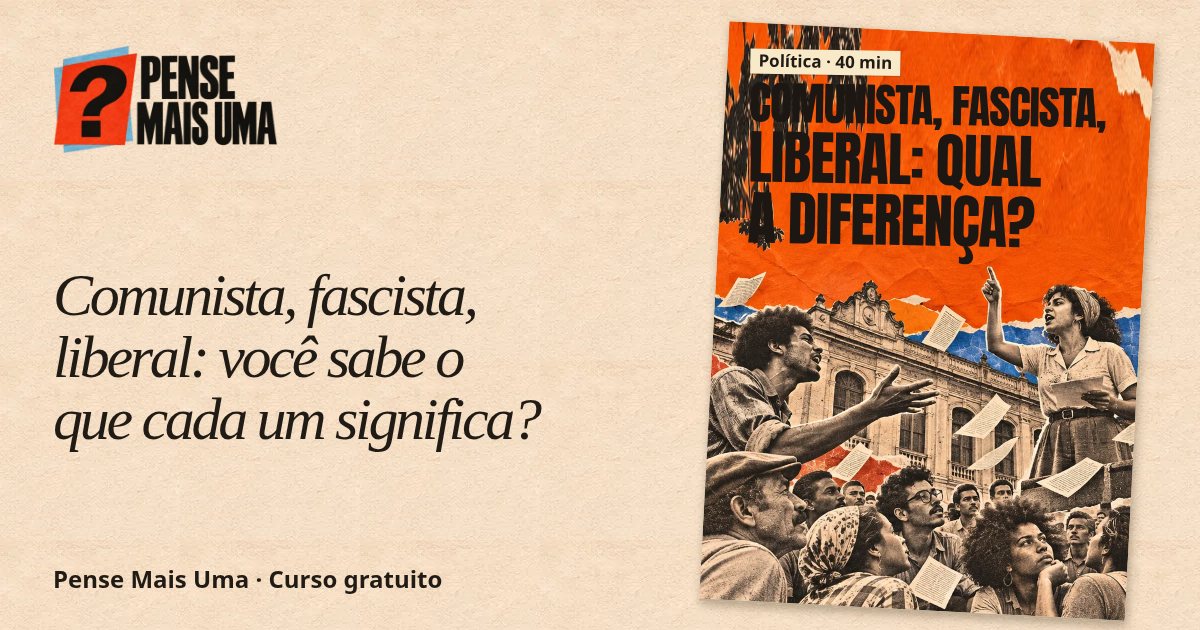 ?
PENSE
MAIS UMA
Comunista, fascista,
liberal: você sabe o
que cada um significa?
Pense Mais Uma · Curso gratuito
Política · 40 min
COMUNISTA, FASCISTA,
LIBERAL: QUAL
A DIFERENÇA?